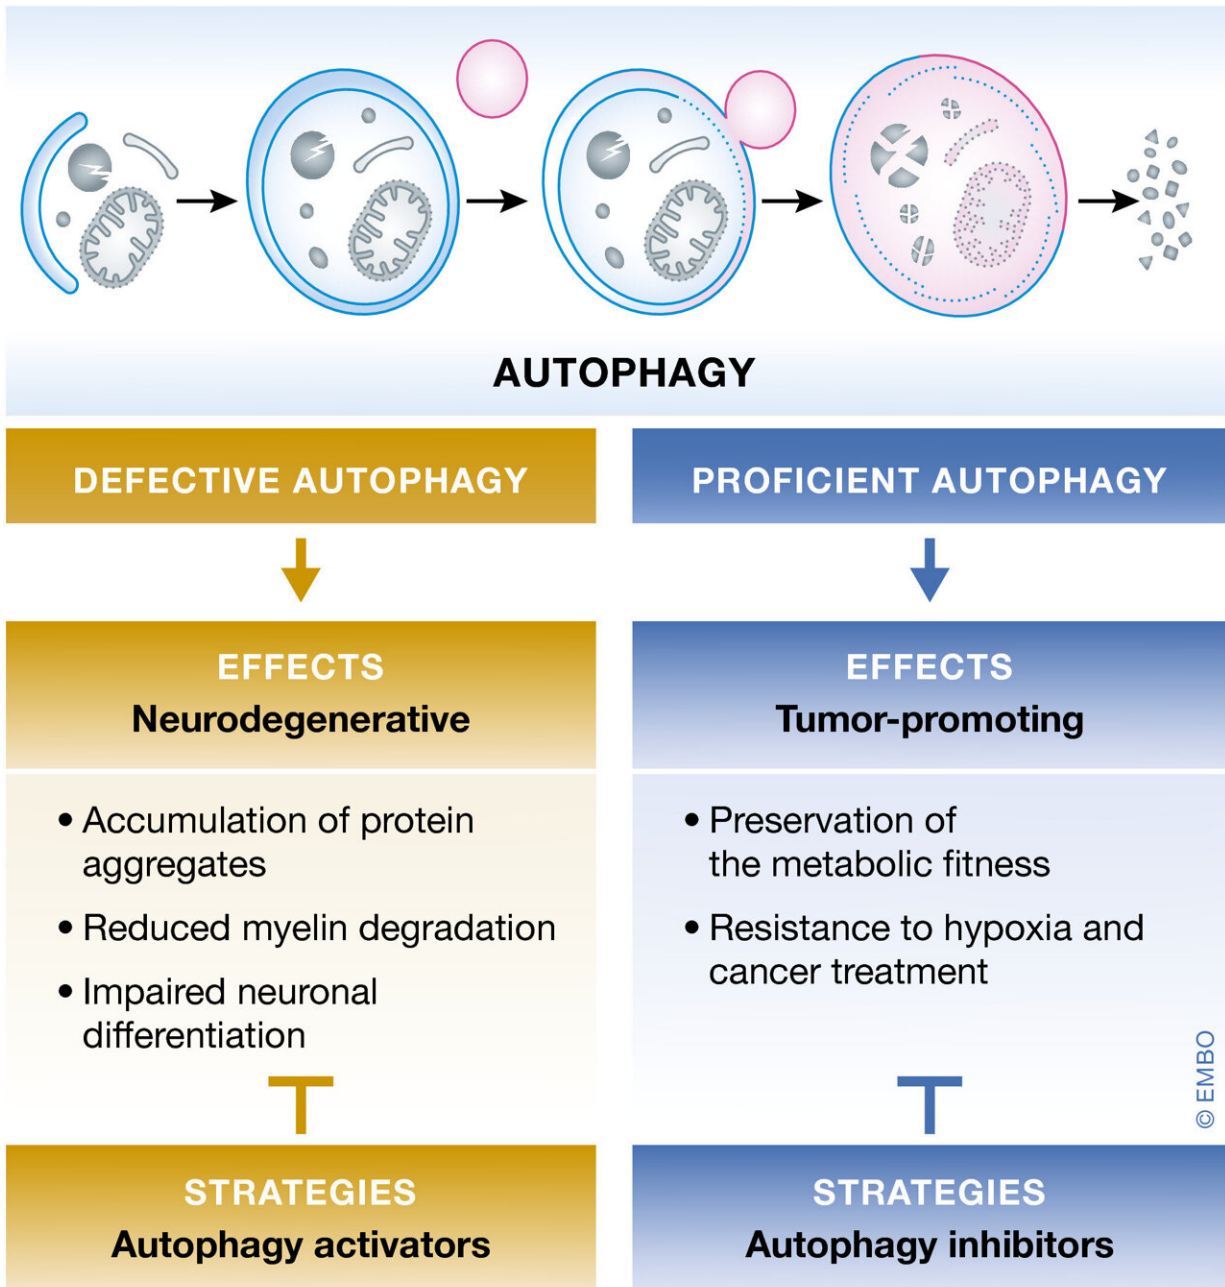 AUTOPHAGY
DEFECTIVE AUTOPHAGY
EFFECTS
Neurodegenerative
• Accumulation of protein
aggregates
• Reduced myelin degradation
• Impaired neuronal
differentiation
STRATEGIES
Autophagy activators
PROFICIENT AUTOPHAGY
EFFECTS
Tumor-promoting
• Preservation of
the metabolic fitness
• Resistance to hypoxia and
cancer treatment
STRATEGIES
Autophagy inhibitors
© EMBO